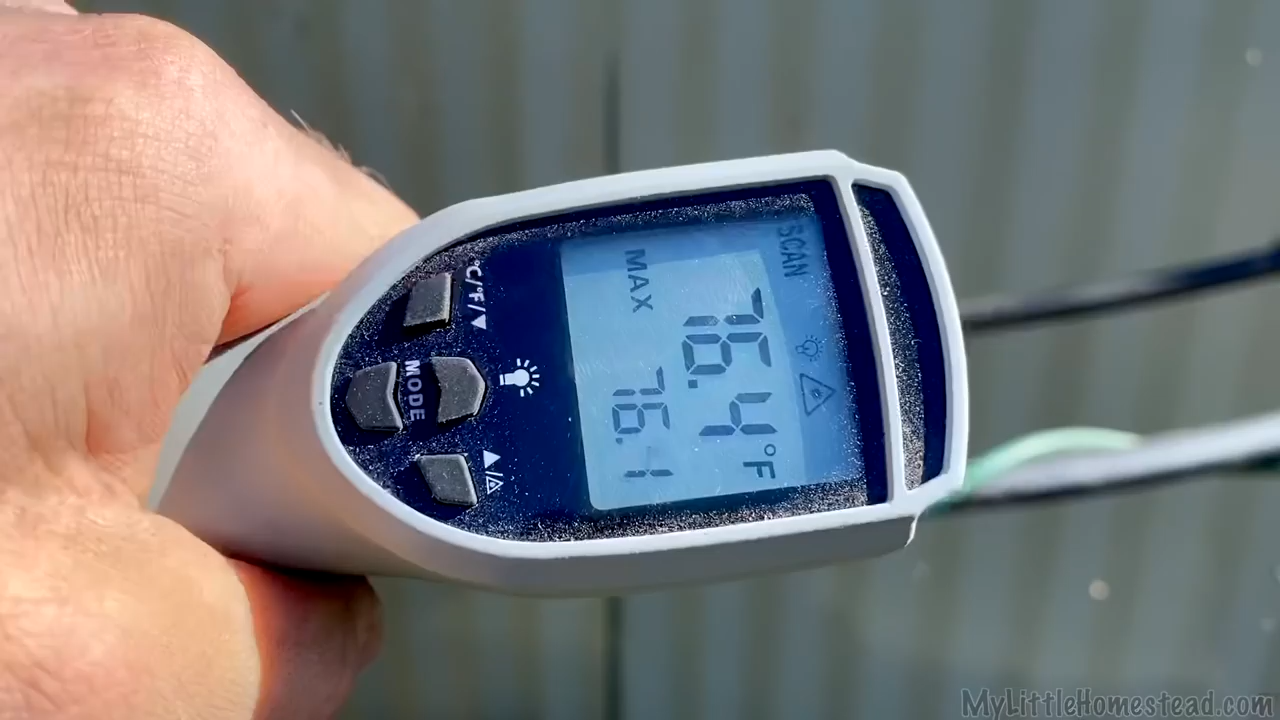 SCAN
76.4°F
MAX 76.1
°C/°F/▼
MODE
▲/
MyLittleHomestead.com